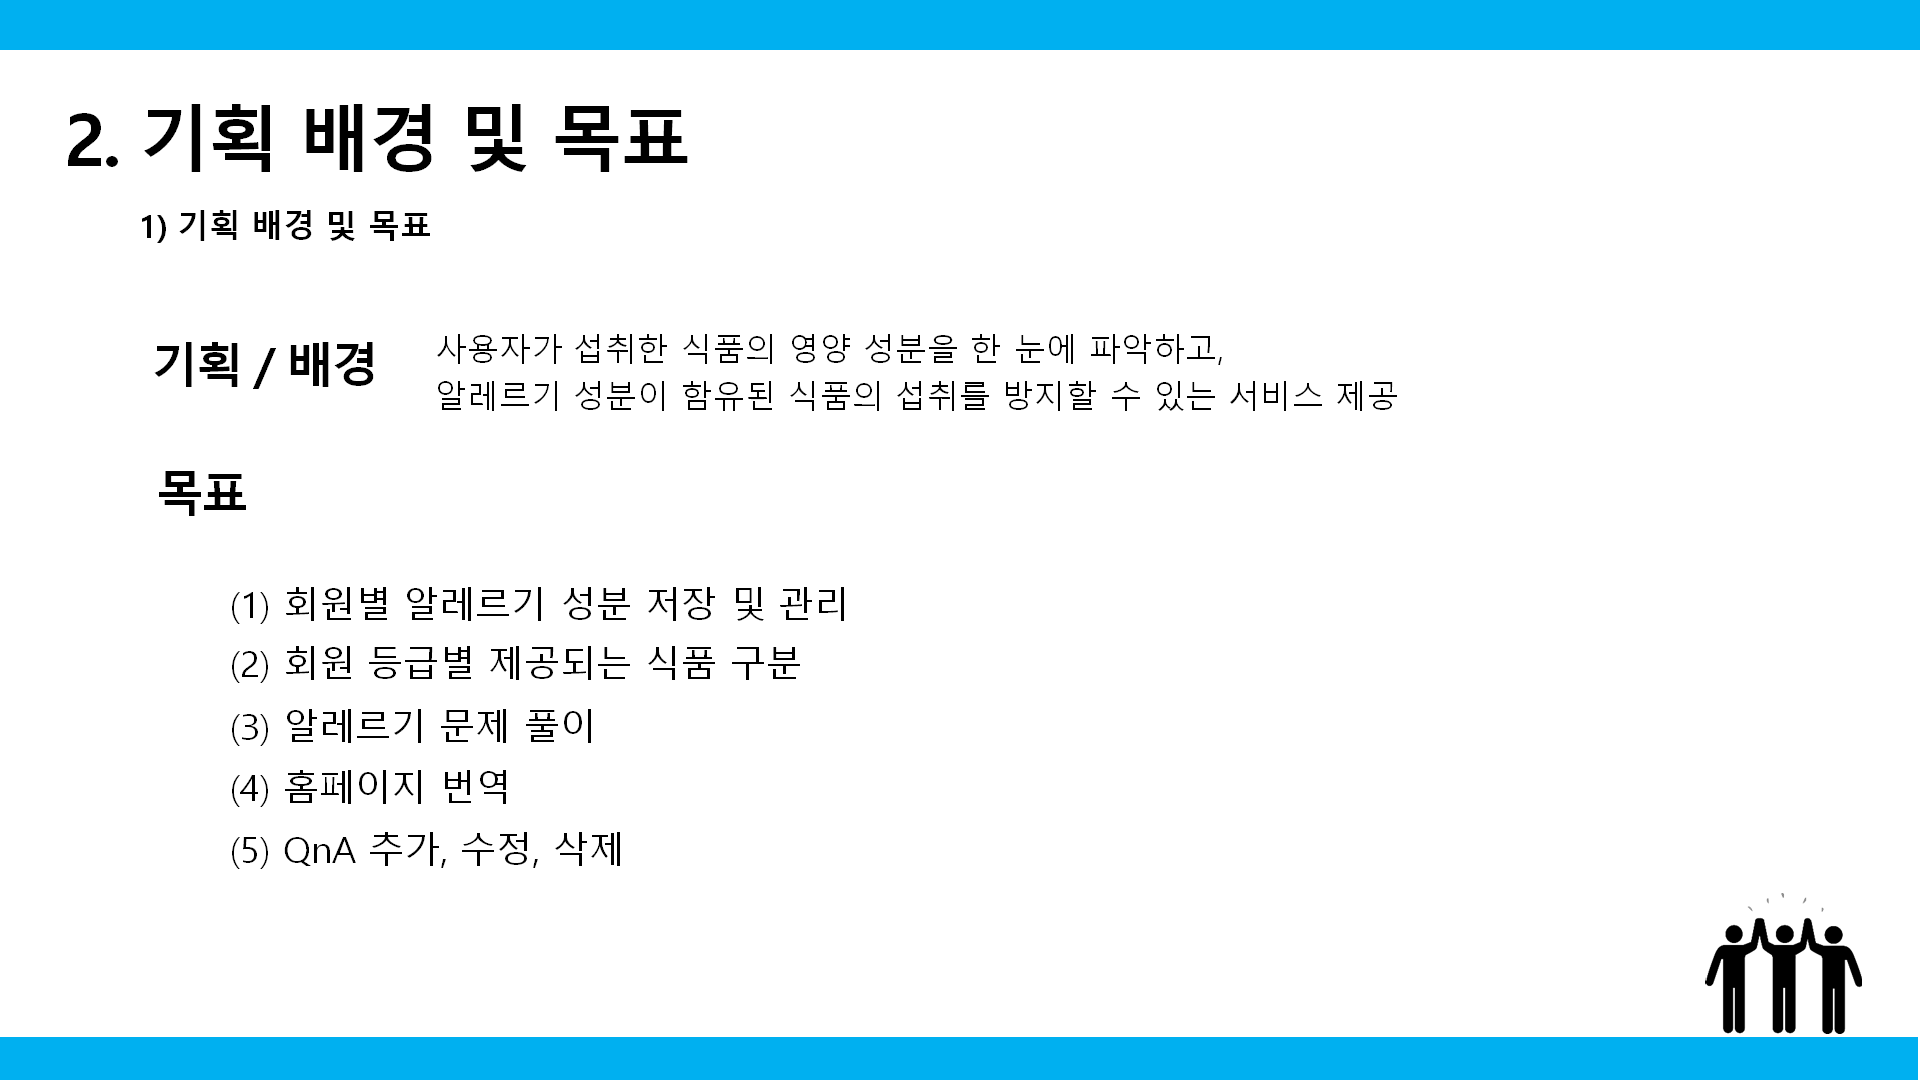 2. 기획 배경 및 목표
1) 기획 배경 및 목표
기획 / 배경
사용자가 섭취한 식품의 영양 성분을 한 눈에 파악하고,
알레르기 성분이 함유된 식품의 섭취를 방지할 수 있는 서비스 제공
목표
(1) 회원별 알레르기 성분 저장 및 관리
(2) 회원 등급별 제공되는 식품 구분
(3) 알레르기 문제 풀이
(4) 홈페이지 번역
(5) QnA 추가, 수정, 삭제